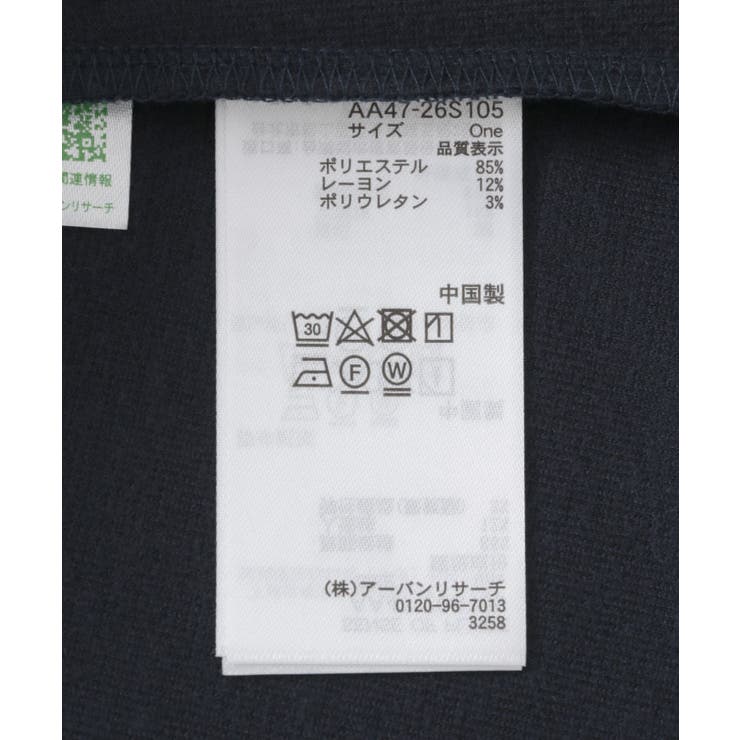 AA47-26S105
サイズ One
品質表示
ポリエステル 85%
レーヨン 12%
ポリウレタン 3%
中国製
30
F
W
(株)アーバンリサーチ
0120-96-7013
3258
連情報
バンリサーチ